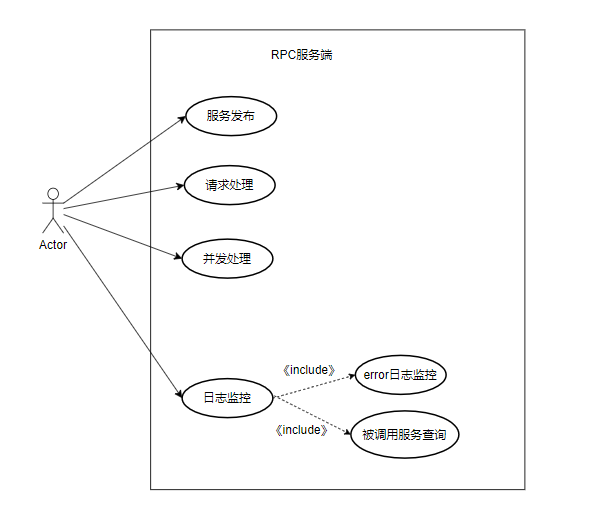 RPC服务端
服务发布
请求处理
Actor
并发处理
《include》
error日志监控
日志监控
《include》
被调用服务查询